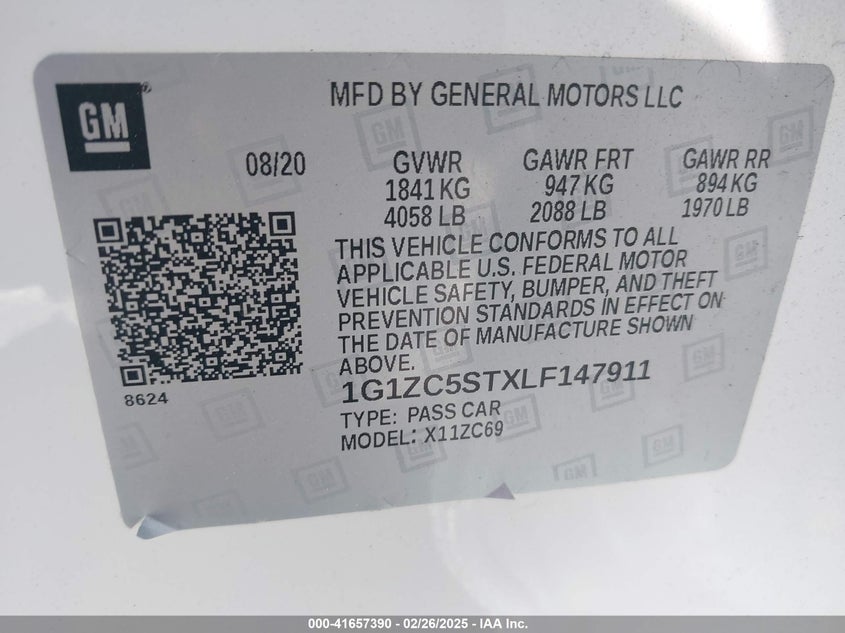 GM
MFD BY GENERAL MOTORS LLC
08/20
GVWR
1841 KG
4058 LB
GAWR FRT
947 KG
2088 LB
GAWR RR
894 KG
1970 LB
THIS VEHICLE CONFORMS TO ALL
APPLICABLE U.S. FEDERAL MOTOR
VEHICLE SAFETY, BUMPER, AND THEFT
PREVENTION STANDARDS IN EFFECT ON
THE DATE OF MANUFACTURE SHOWN
ABOVE.
8624
1G1ZC5STXLF147911
TYPE: PASS CAR
MODEL: X11ZC69
000-41657390 - 02/26/2025 - IAA Inc.